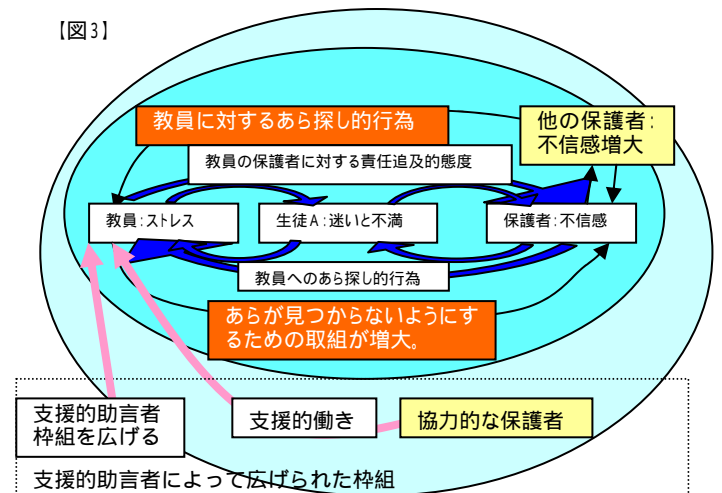 【図3】
教員に対するあら探し的行為
他の保護者:
不信感増大
教員の保護者に対する責任追及的態度
教員:ストレス
生徒A:迷いと不満
保護者:不信感
教員へのあら探し的行為
あらが見つからないようにす
るための取組が増大。
支援的助言者
枠組を広げる
支援的働き
協力的な保護者
支援的助言者によって広げられた枠組